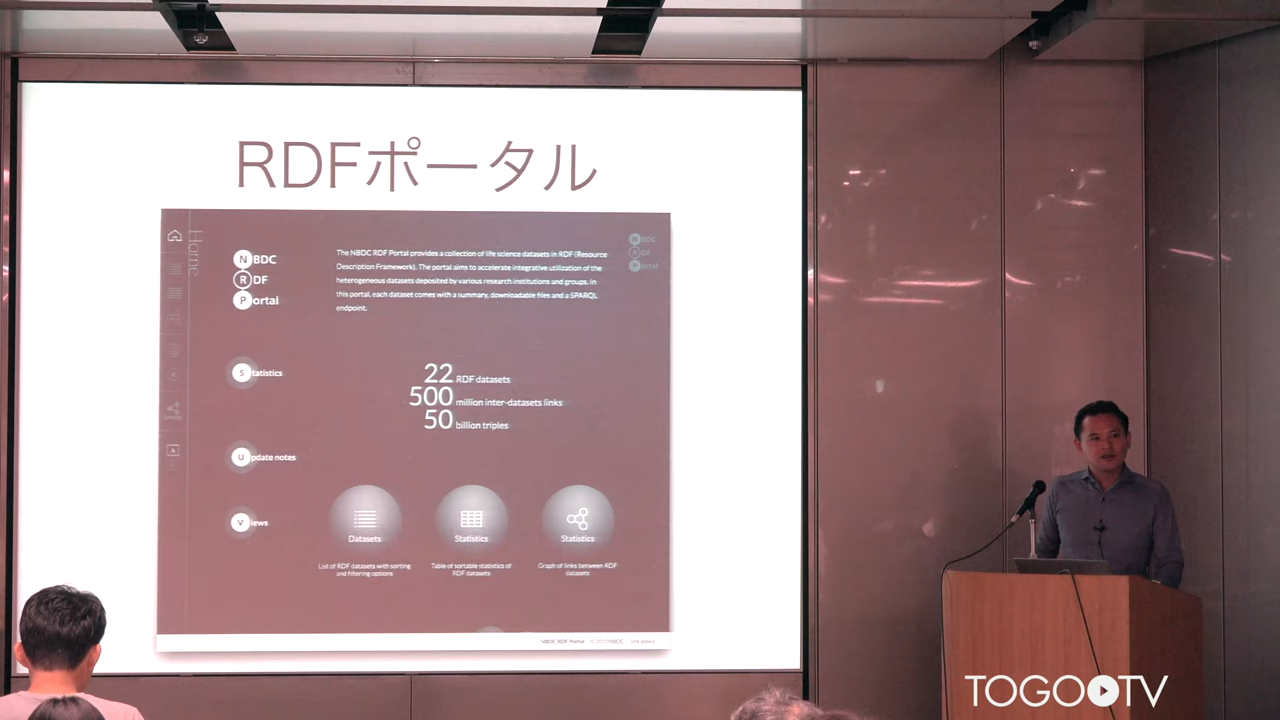 RDFポータル
Home
NBDC
RDF
Portal
The NBDC RDF Portal provides a collection of life science datasets in RDF (Resource
Description Framework). The portal aims to accelerate integrative utilization of the
heterogeneous datasets deposited by various research institutions and groups. In
this portal, each dataset comes with a summary, downloadable files and a SPARQL
endpoint.
NBDC
RDF
Portal
Statistics
22 RDF datasets
500 million inter-datasets links
50 billion triples
Update notes
Views
Datasets
Statistics
Statistics
List of RDF datasets with sorting
and filtering options
Table of sortable statistics of
RDF datasets
Graph of links between RDF
datasets
NBDC RDF Portal
NBDC
TOGOTV